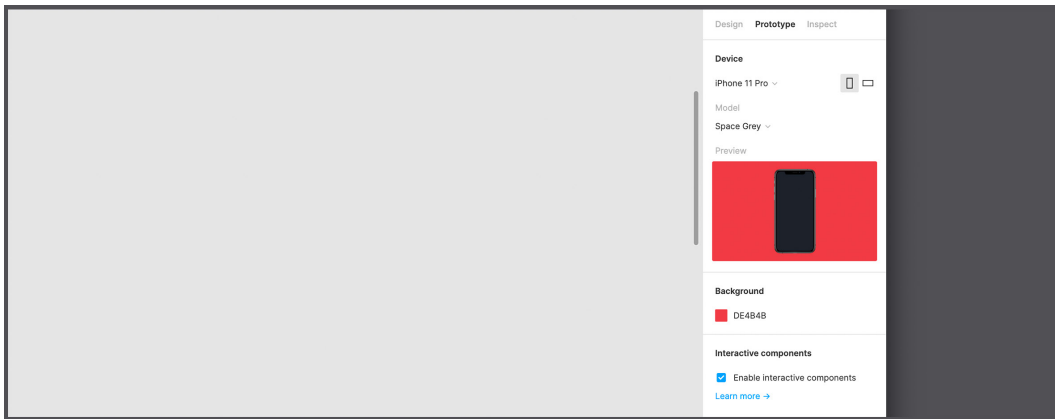 Design Prototype Inspect
Device
iPhone 11 Pro
Model
Space Grey
Preview
Background
DE4B4B
Interactive components
Enable interactive components
Learn more →